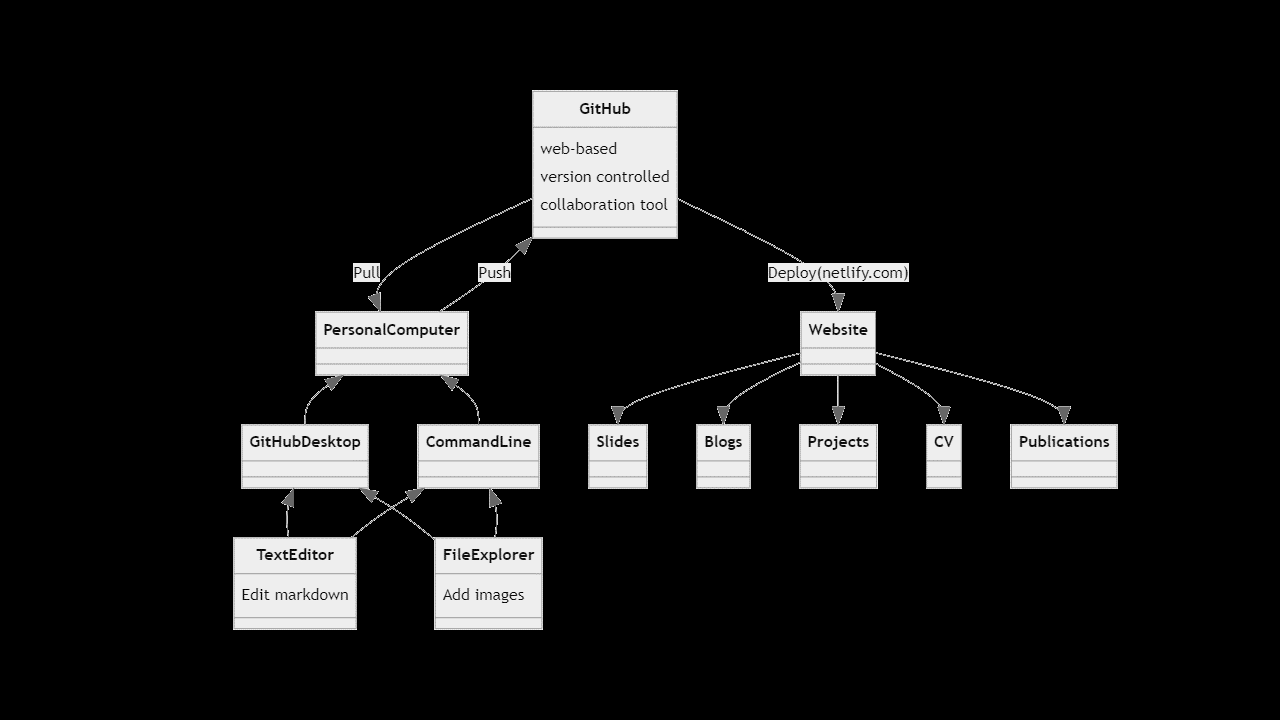 GitHub
web-based
version controlled
collaboration tool
Pull
Push
Deploy(netlify.com)
PersonalComputer
Website
GitHubDesktop
CommandLine
Slides
Blogs
Projects
CV
Publications
TextEditor
Edit markdown
FileExplorer
Add images